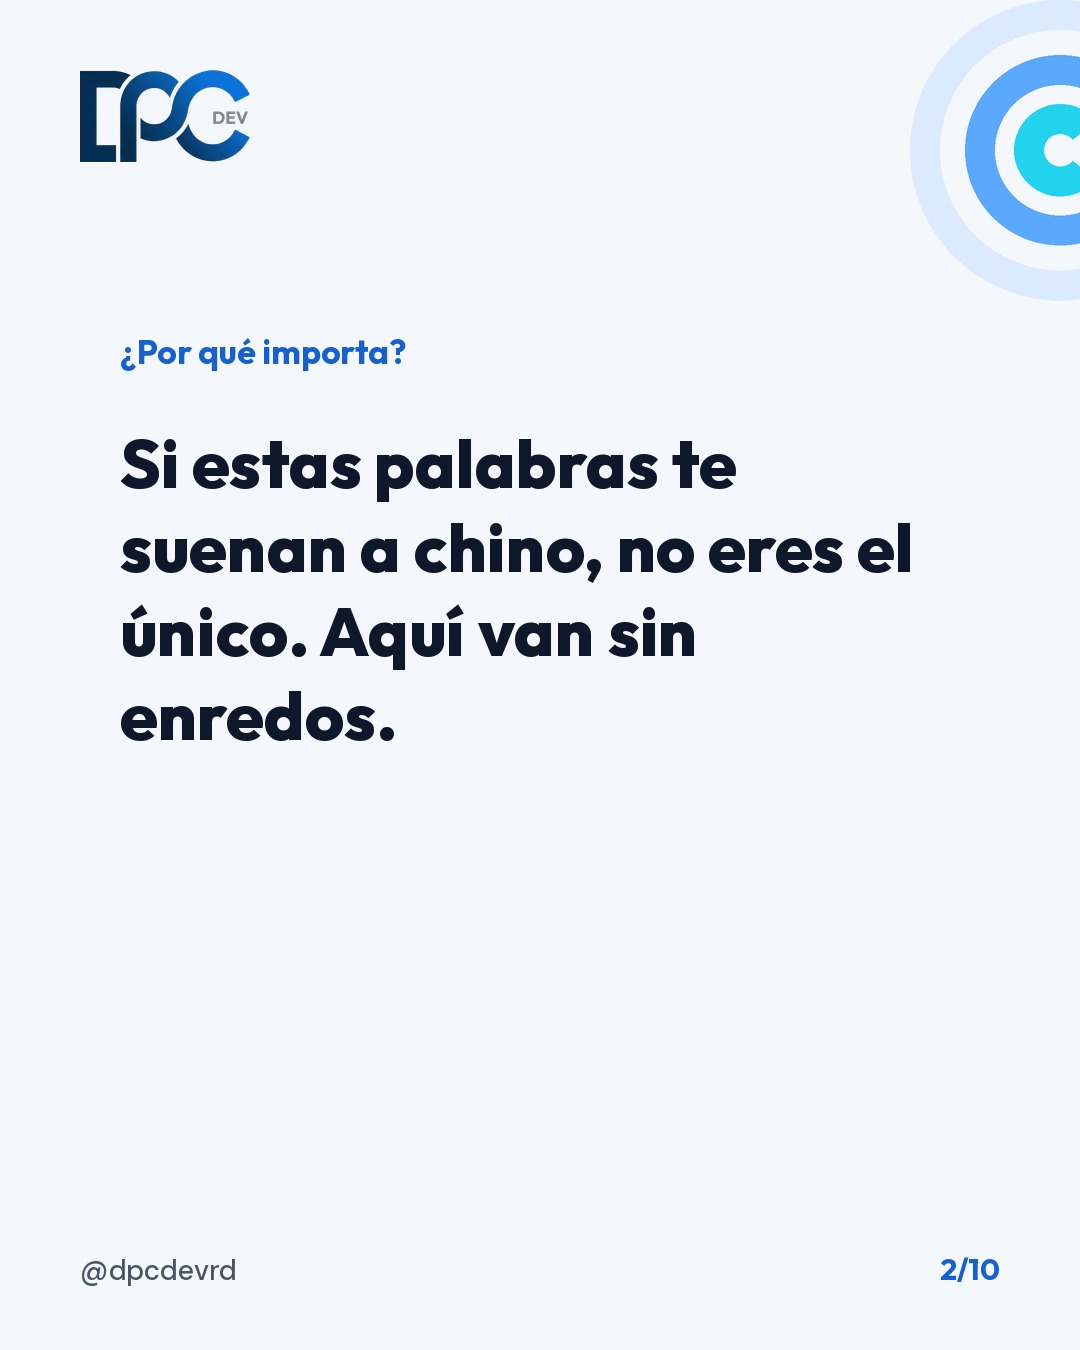 DPC
DEV
¿Por qué importa?
Si estas palabras te
suenan a chino, no eres el
único. Aquí van sin
enredos.
@dpcdevrd
2/10